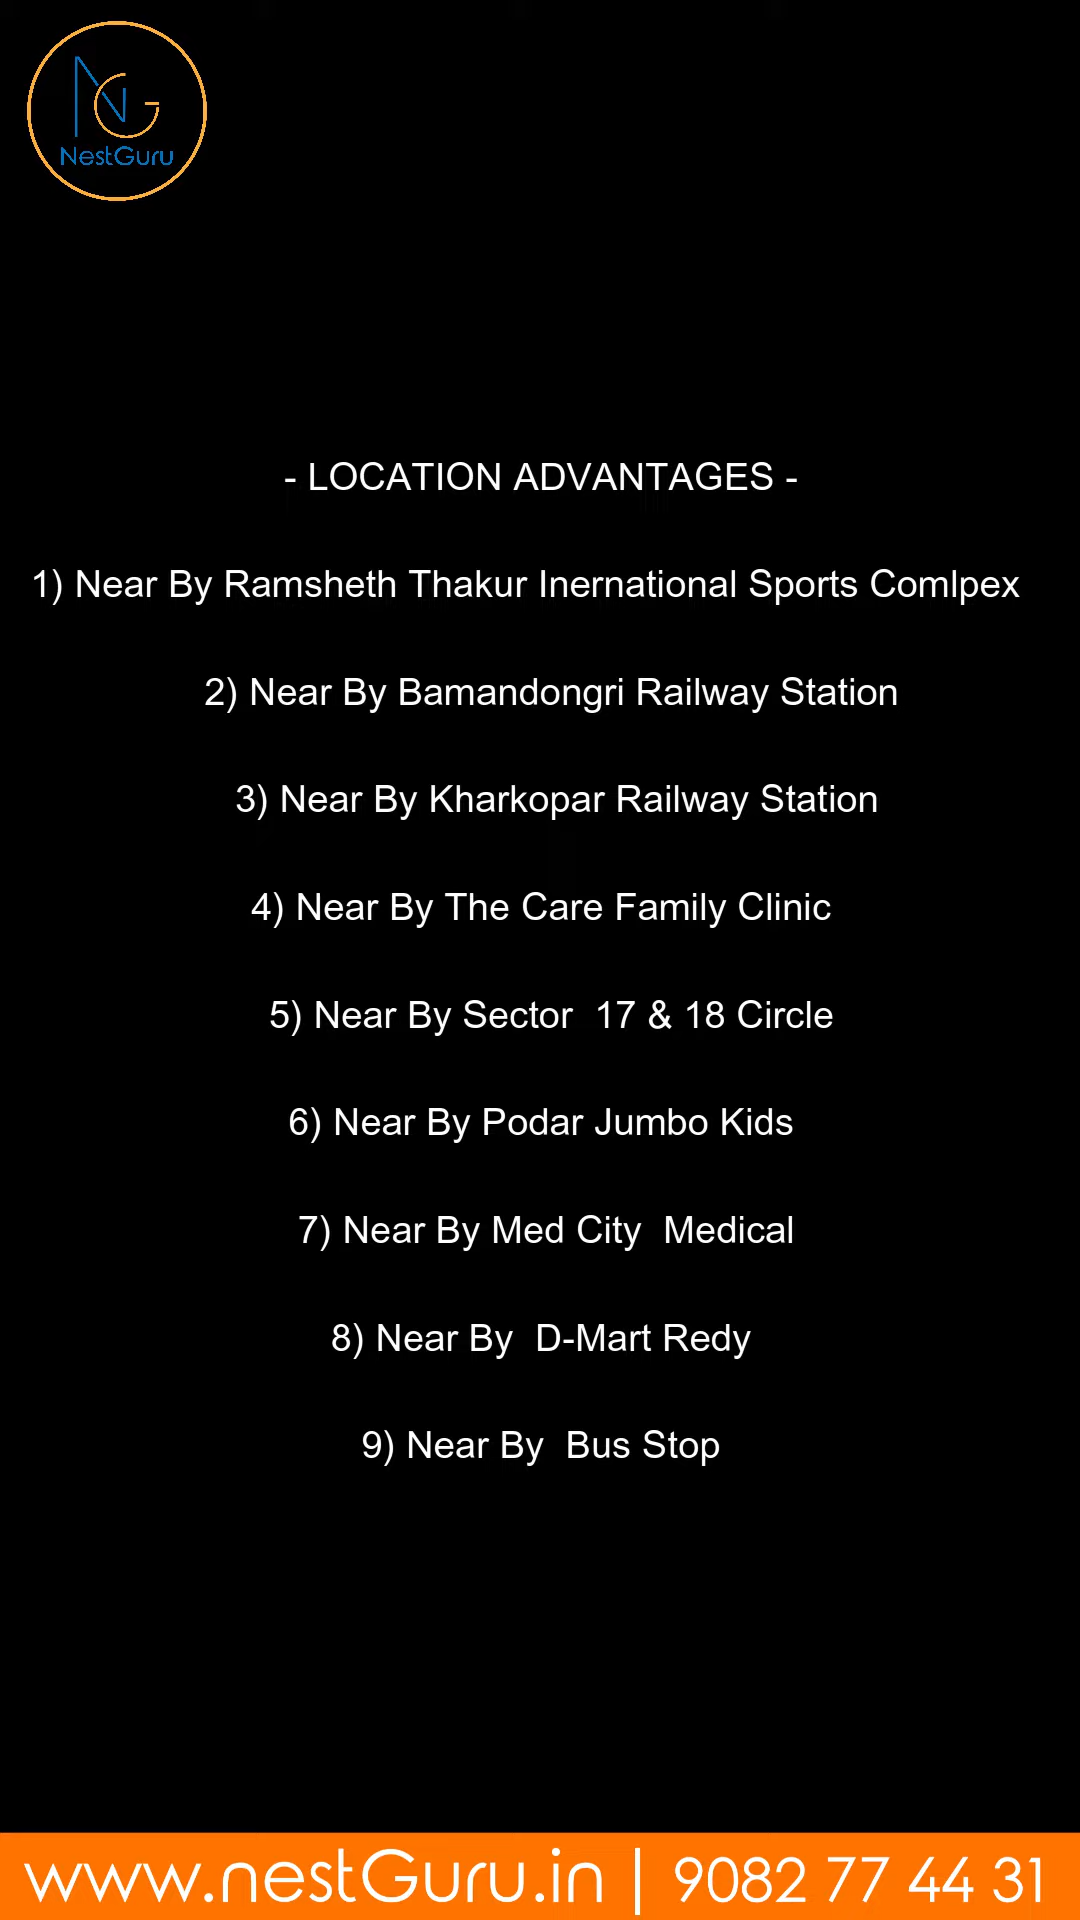 NG
NestGuru
- LOCATION ADVANTAGES -
1) Near By Ramsheth Thakur Inernational Sports Comlpex
2) Near By Bamandongri Railway Station
3) Near By Kharkopar Railway Station
4) Near By The Care Family Clinic
5) Near By Sector  17 & 18 Circle
6) Near By Podar Jumbo Kids
7) Near By Med City  Medical
8) Near By  D-Mart Redy
9) Near By  Bus Stop
www.nestGuru.in | 9082 77 44 31